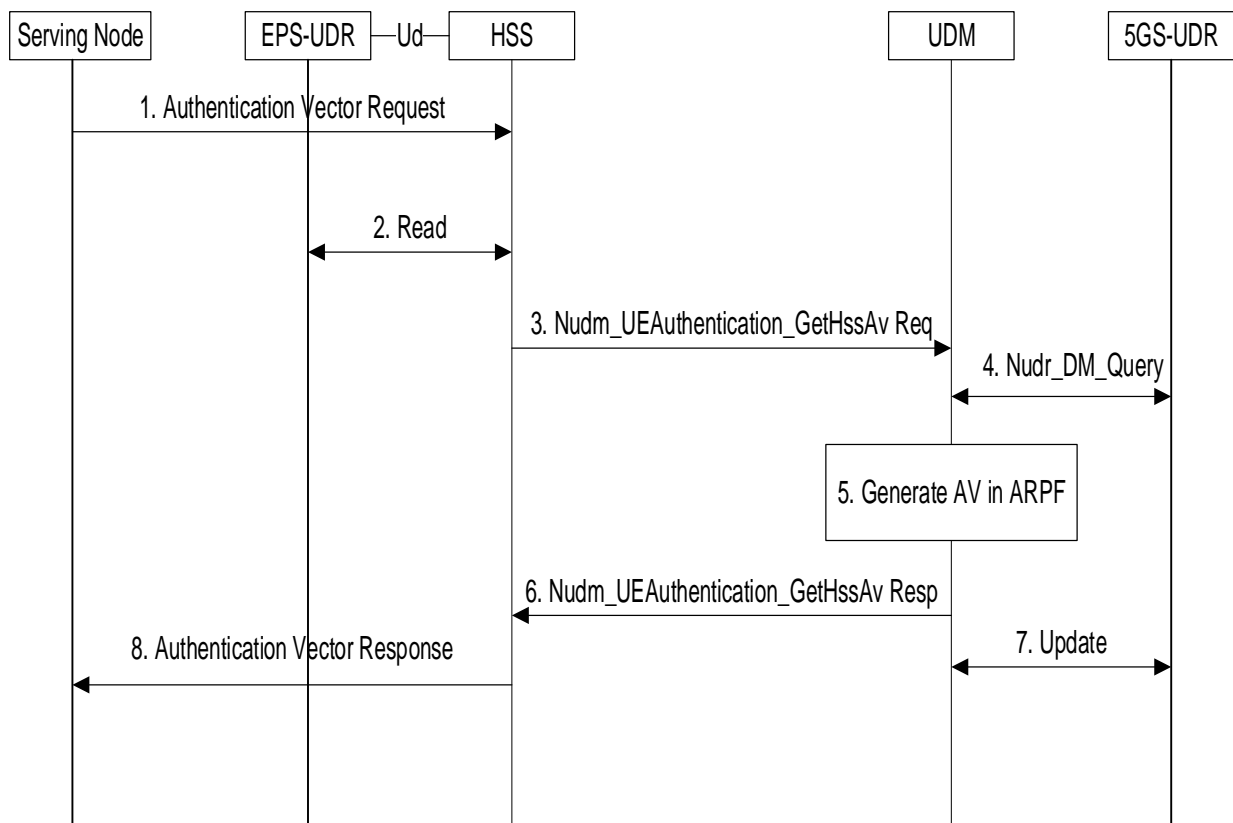 Serving Node
EPS-UDR
Ud
HSS
UDM
5GS-UDR
1. Authentication Vector Request
2. Read
3. Nudm_UEAuthentication_GetHssAv Req
4. Nudr_DM_Query
5. Generate AV in ARPF
6. Nudm_UEAuthentication_GetHssAv Resp
7. Update
8. Authentication Vector Response